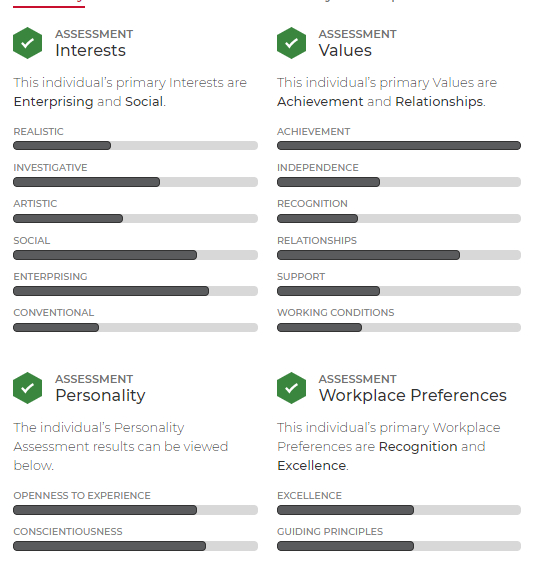 ASSESSMENT
Interests
This individual's primary Interests are
Enterprising and Social.
REALISTIC
INVESTIGATIVE
ARTISTIC
SOCIAL
ENTERPRISING
CONVENTIONAL
ASSESSMENT
Values
This individual's primary Values are
Achievement and Relationships.
ACHIEVEMENT
INDEPENDENCE
RECOGNITION
RELATIONSHIPS
SUPPORT
WORKING CONDITIONS
ASSESSMENT
Personality
The individual's Personality
Assessment results can be viewed
below.
OPENNESS TO EXPERIENCE
CONSCIENTIOUSNESS
ASSESSMENT
Workplace Preferences
This individual's primary Workplace
Preferences are Recognition and
Excellence.
EXCELLENCE
GUIDING PRINCIPLES